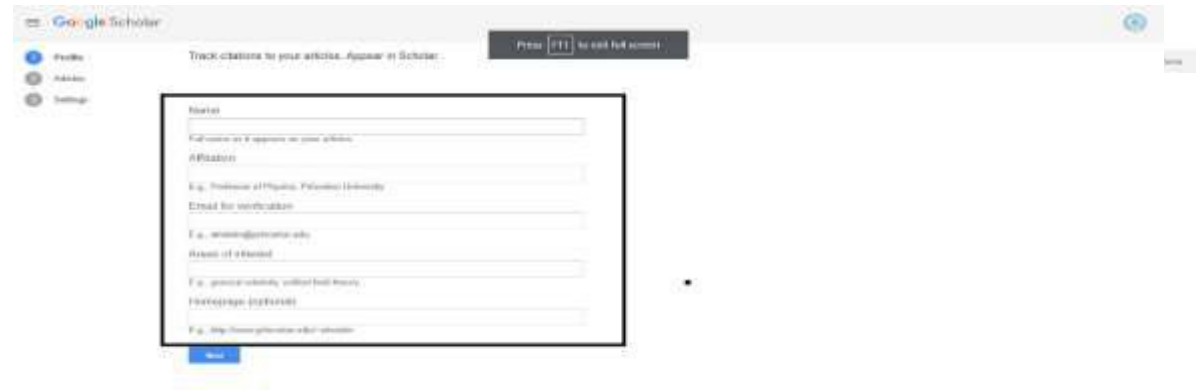 Google Scholar
Press F11 to exit full screen
Profile
Articles
Settings
Track citations to your articles. Appear in Scholar.
Name
Full name as it appears on your articles
Affiliation
E.g., Professor of Physics, Princeton University
Email for verification
E.g., einstein@princeton.edu
Areas of interest
E.g., general relativity, unified field theory
Homepage (optional)
E.g., http://www.princeton.edu/~einstein
Next